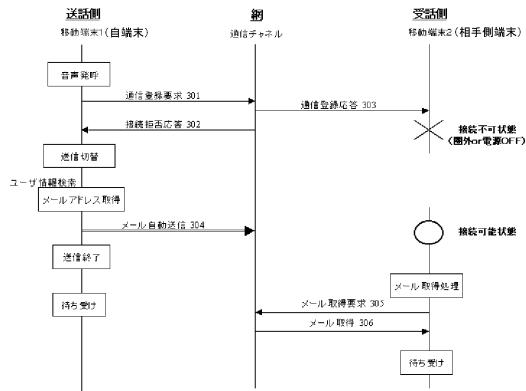 送話側
網
受話側
移動端末1(自端末)
通信チャネル
移動端末2(相手側端末)
音声発呼
通信登録要求 301
通信登録応答 303
接続拒否応答 302
接続不可状態
(圏外or電源OFF)
送信切替
ユーザ情報検索
メールアドレス取得
メール自動送信 304
接続可能状態
送信終了
メール取得処理
待ち受け
メール取得要求 305
メール取得 306
待ち受け